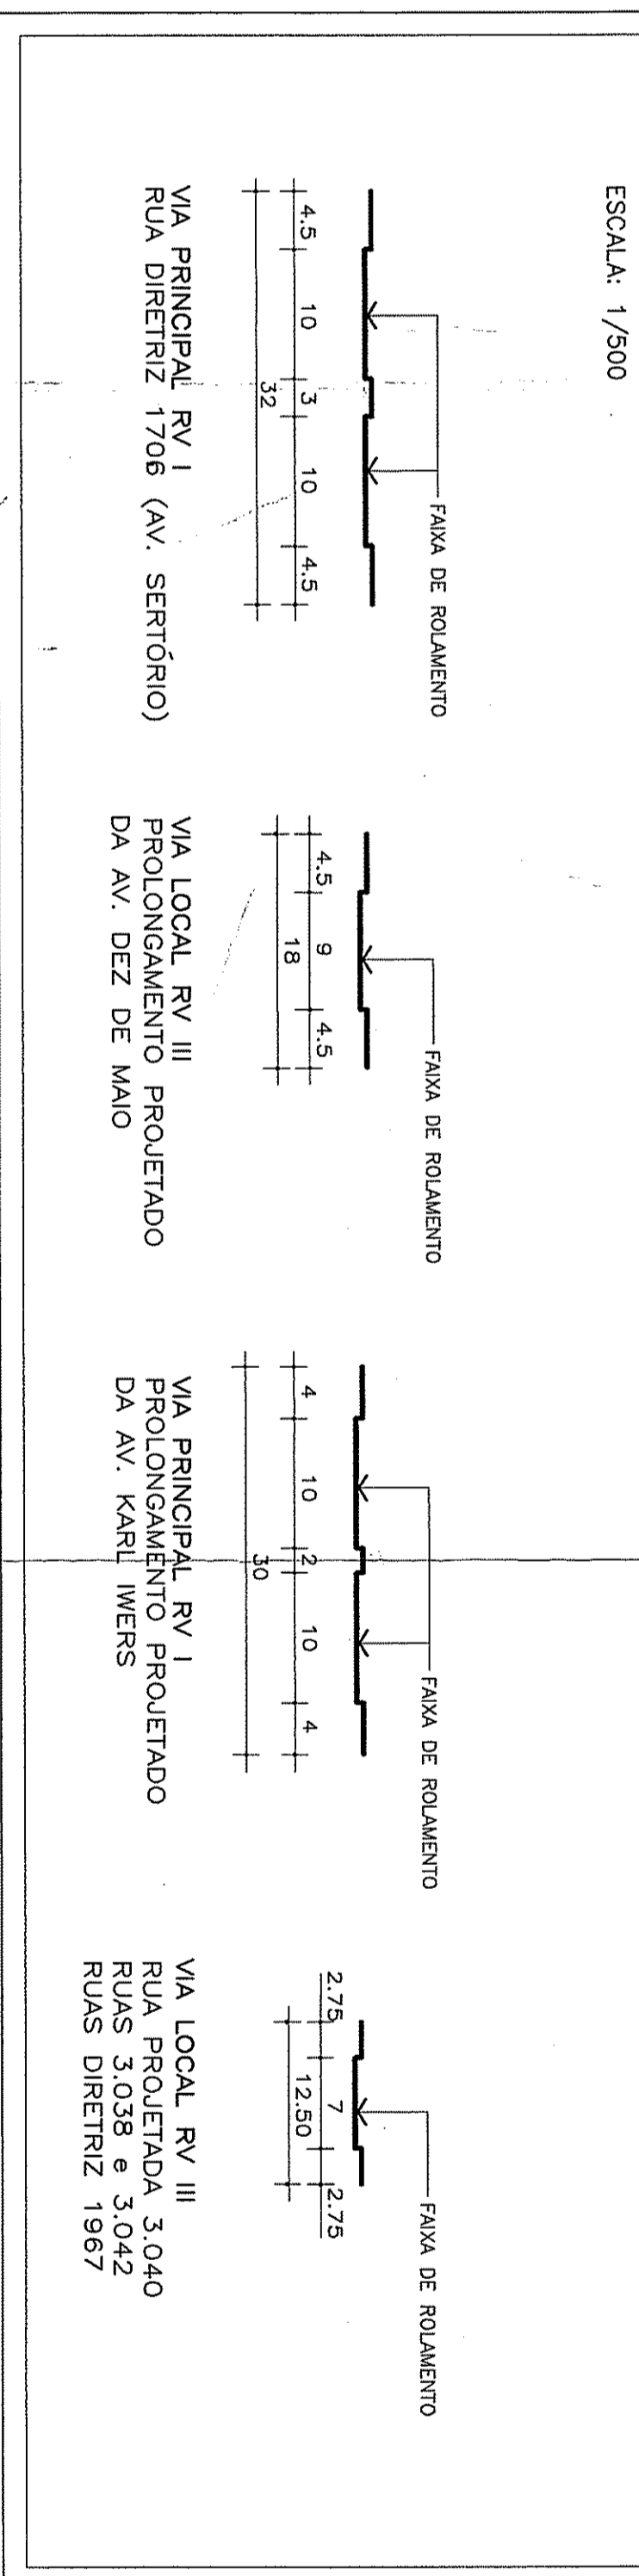 ESCALA: 1/500
FAIXA DE ROLAMENTO
4.5 10 3 10 4.5
32
VIA PRINCIPAL RV I
RUA DIRETRIZ 1706 (AV. SERTÓRIO)
FAIXA DE ROLAMENTO
4.5 9 4.5
18
VIA LOCAL RV III
PROLONGAMENTO PROJETADO
DA AV. DEZ DE MAIO
FAIXA DE ROLAMENTO
4 10 2 10 4
30
VIA PRINCIPAL RV I
PROLONGAMENTO PROJETADO
DA AV. KARL IWERS
FAIXA DE ROLAMENTO
2.75 7 2.75
12.50
VIA LOCAL RV III
RUA PROJETADA 3.040
RUAS 3.038 e 3.042
RUAS DIRETRIZ 1967